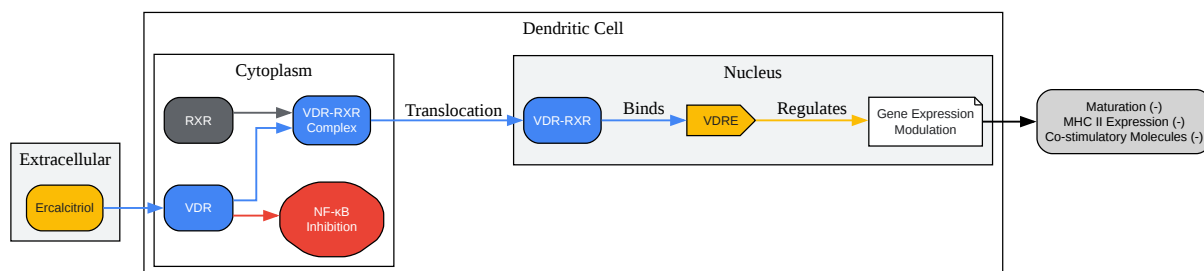 Dendritic Cell
Cytoplasm
Nucleus
RXR
VDR-RXR
Complex
Translocation
VDR-RXR
Binds
VDRE
Regulates
Gene Expression
Modulation
Maturation (-)
MHC II Expression (-)
Co-stimulatory Molecules (-)
Extracellular
Ercalcitriol
VDR
NF-κB
Inhibition